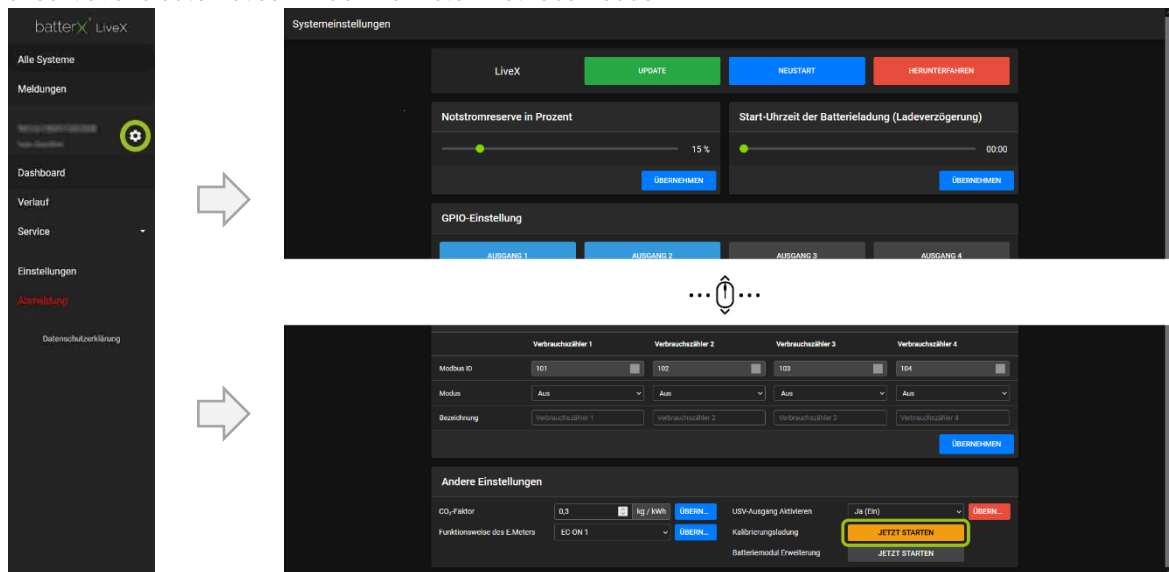 batterX LiveX
Alle Systeme
Meldungen
Dashboard
Verlauf
Service
Einstellungen
Abmeldung
Datenschutzerklärung
Systemeinstellungen
LiveX UPDATE NEUSTART HERUNTERFAHREN
Notstromreserve in Prozent
15 %
ÜBERNEHMEN
Start-Uhrzeit der Batterieladung (Ladeverzögerung)
00:00
ÜBERNEHMEN
GPIO-Einstellung
AUSGANG 1 AUSGANG 2 AUSGANG 3 AUSGANG 4
Verbrauchszähler 1 Verbrauchszähler 2 Verbrauchszähler 3 Verbrauchszähler 4
Modbus ID 101 102 103 104
Modus Aus Aus Aus Aus
Bezeichnung Verbrauchszähler 1 Verbrauchszähler 2 Verbrauchszähler 3 Verbrauchszähler 4
ÜBERNEHMEN
Andere Einstellungen
CO₂-Faktor 0,3 kg / kWh ÜBERN... USV-Ausgang Aktivieren Ja (Ein) ÜBERN...
Funktionsweise des E.Meters EC-ON 1 ÜBERN... Kalibrierungsladung JETZT STARTEN
Batteriemodul Erweiterung JETZT STARTEN